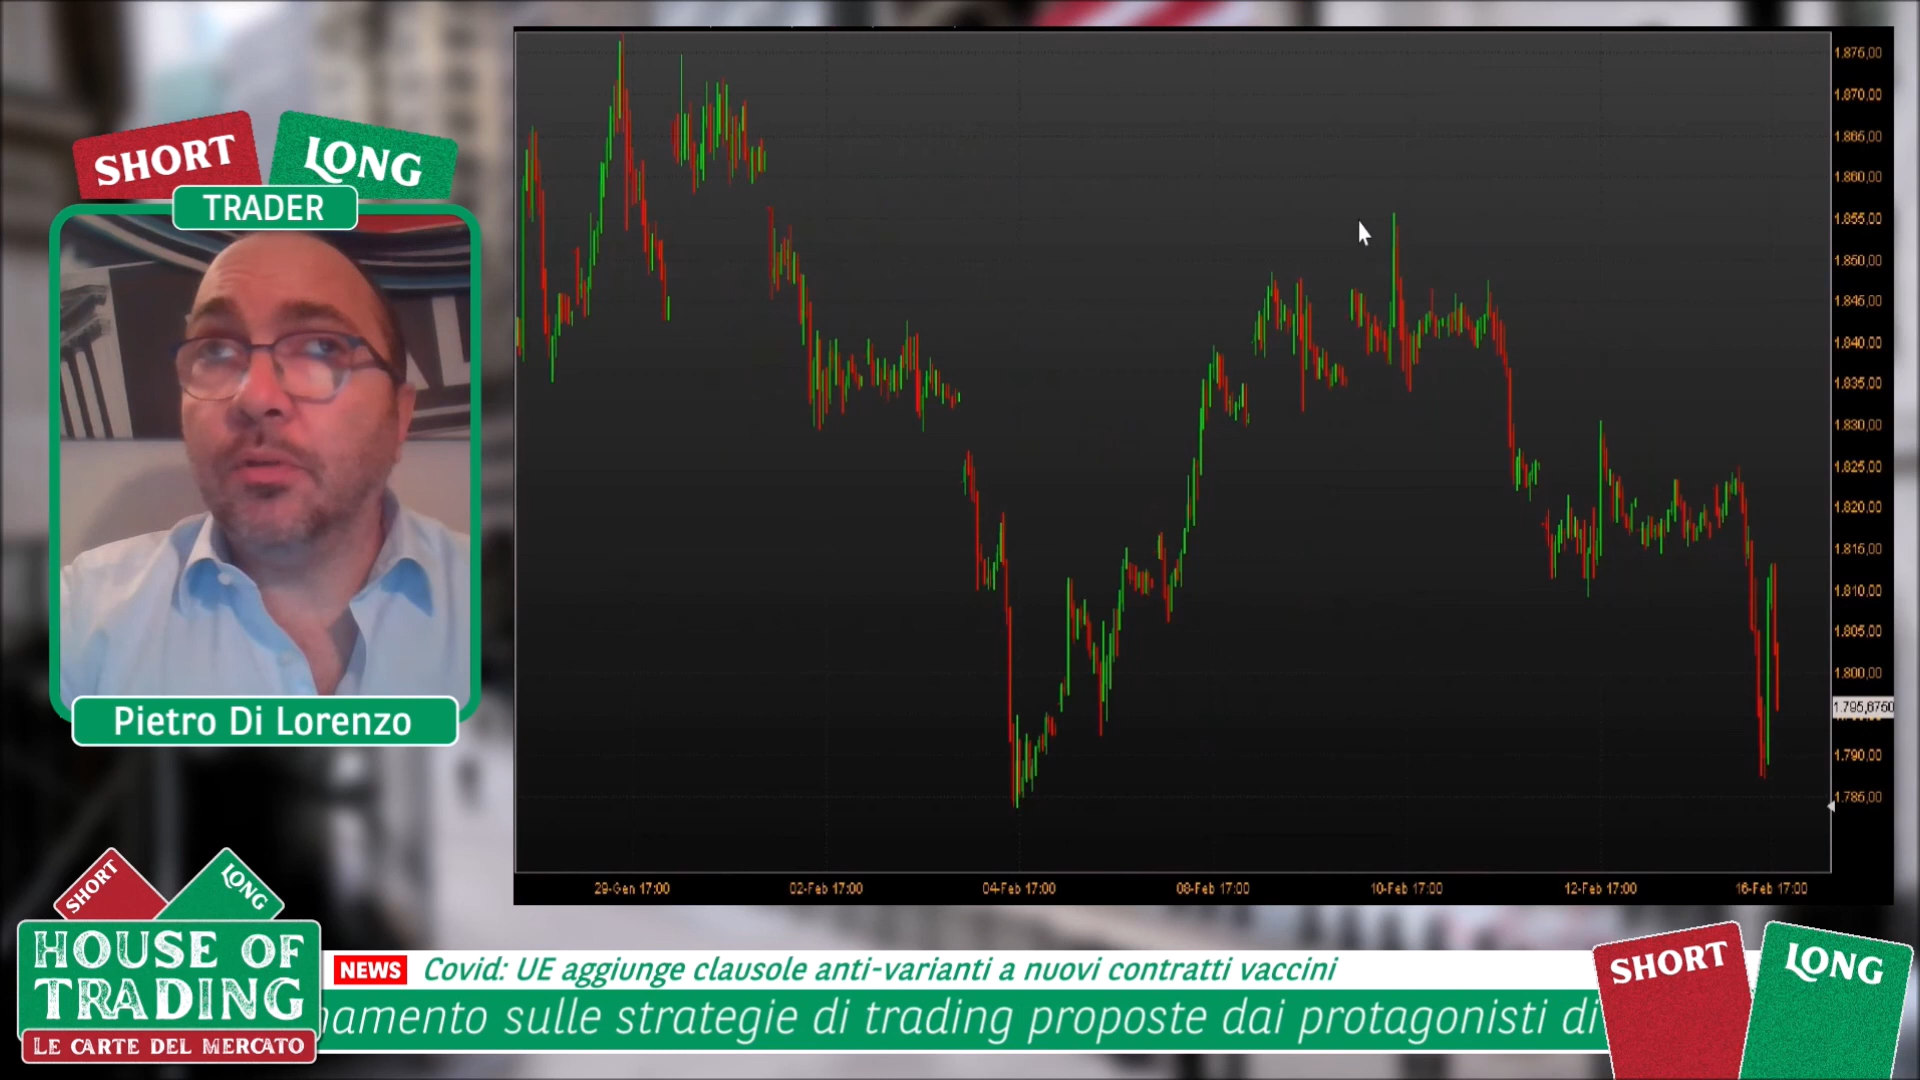 SHORT
LONG
TRADER
Pietro Di Lorenzo
1.876,00
1.870,00
1.865,00
1.860,00
1.855,00
1.850,00
1.845,00
1.840,00
1.835,00
1.830,00
1.825,00
1.820,00
1.815,00
1.810,00
1.805,00
1.800,00
1.795,8750
1.790,00
1.785,00
29-Gen 17:00
02-Feb 17:00
04-Feb 17:00
08-Feb 17:00
10-Feb 17:00
12-Feb 17:00
16-Feb 17:00
SHORT
LONG
HOUSE OF
TRADING
LE CARTE DEL MERCATO
NEWS Covid: UE aggiunge clausole anti-varianti a nuovi contratti vaccini
namento sulle strategie di trading proposte dai protagonisti di
SHORT
LONG